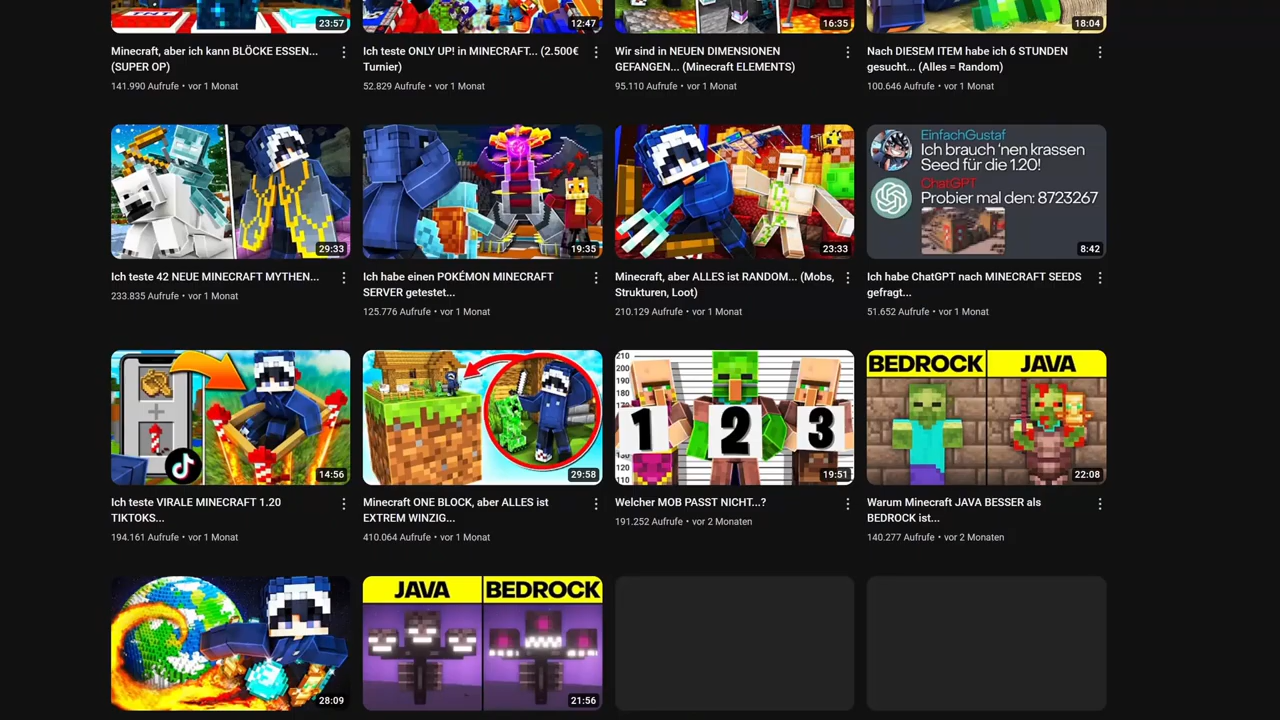 TNT
23:57
12:47
16:35
18:04
Minecraft, aber ich kann BLÖCKE ESSEN...
(SUPER OP)
141.990 Aufrufe • vor 1 Monat
Ich teste ONLY UP! in MINECRAFT... (2.500€
Turnier)
52.829 Aufrufe • vor 1 Monat
Wir sind in NEUEN DIMENSIONEN
GEFANGEN... (Minecraft ELEMENTS)
95.110 Aufrufe • vor 1 Monat
Nach DIESEM ITEM habe ich 6 STUNDEN
gesucht... (Alles = Random)
100.646 Aufrufe • vor 1 Monat
29:33
19:35
23:33
EinfachGustaf
Ich brauch 'nen krassen
Seed für die 1.20!
ChatGPT
Probier mal den: 8723267
8:42
Ich teste 42 NEUE MINECRAFT MYTHEN...
233.835 Aufrufe • vor 1 Monat
Ich habe einen POKÉMON MINECRAFT
SERVER getestet...
125.776 Aufrufe • vor 1 Monat
Minecraft, aber ALLES ist RANDOM... (Mobs,
Strukturen, Loot)
210.129 Aufrufe • vor 1 Monat
Ich habe ChatGPT nach MINECRAFT SEEDS
gefragt...
51.652 Aufrufe • vor 1 Monat
14:56
29:58
210
200
190
180
170
160
1
2
3
130
120
110
19:51
BEDROCK
JAVA
22:08
Ich teste VIRALE MINECRAFT 1.20
TIKTOKS...
194.161 Aufrufe • vor 1 Monat
Minecraft ONE BLOCK, aber ALLES ist
EXTREM WINZIG...
410.064 Aufrufe • vor 1 Monat
Welcher MOB PASST NICHT...?
191.252 Aufrufe • vor 2 Monaten
Warum Minecraft JAVA BESSER als
BEDROCK ist...
140.277 Aufrufe • vor 2 Monaten
28:09
JAVA
BEDROCK
21:56